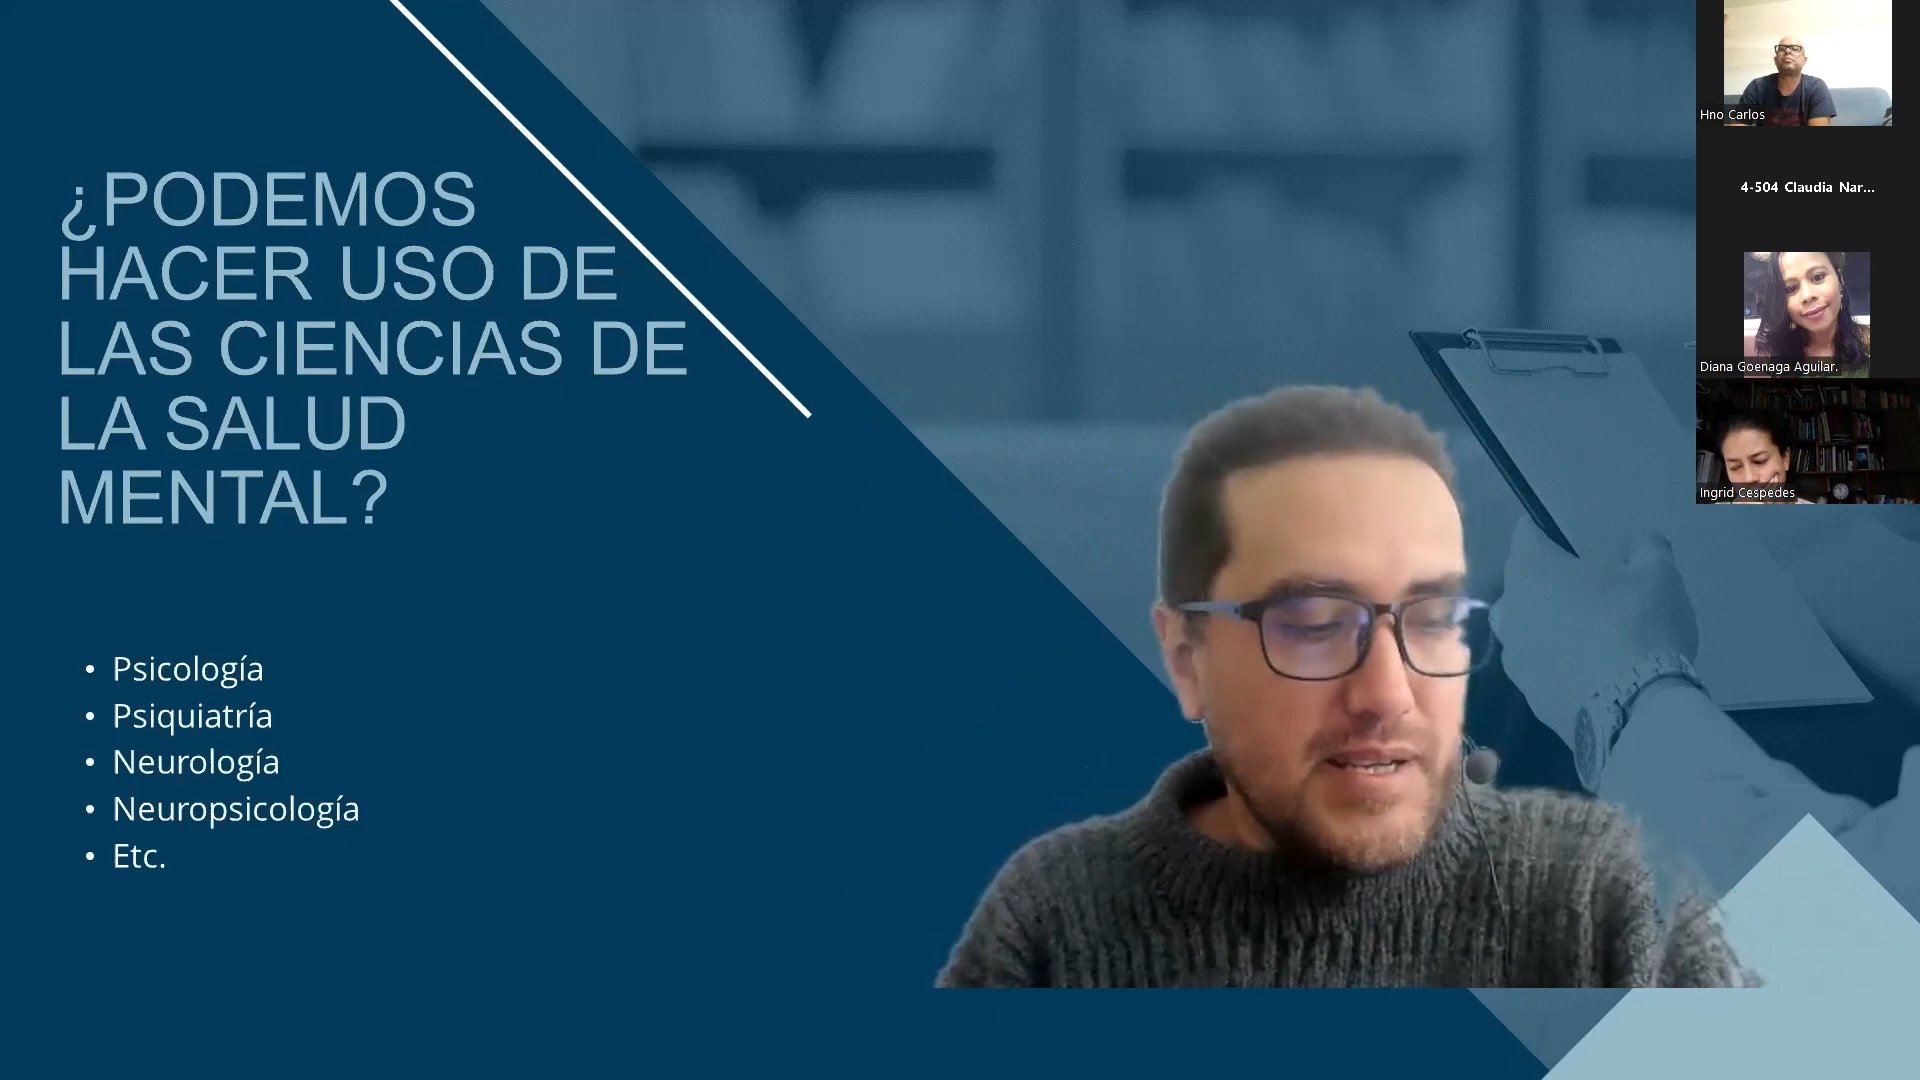 ¿PODEMOS
HACER USO DE
LAS CIENCIAS DE
LA SALUD
MENTAL?
• Psicología
• Psiquiatría
• Neurología
• Neuropsicología
• Etc.
Hno Carlos
4-504 Claudia Nar...
Diana Goenaga Aguilar.
Ingrid Cespedes